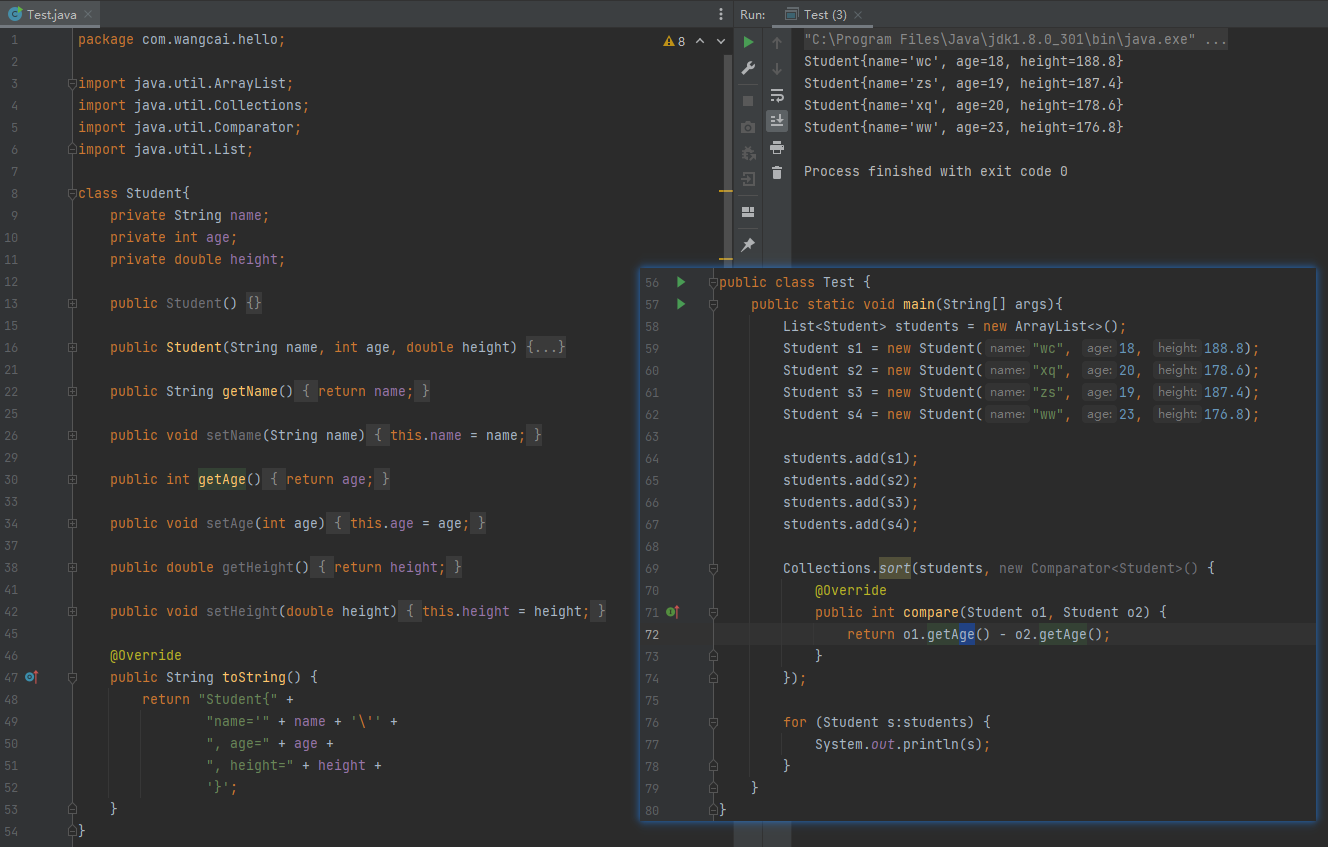 Test.java
1 package com.wangcai.hello;
2
3 import java.util.ArrayList;
4 import java.util.Collections;
5 import java.util.Comparator;
6 import java.util.List;
7
8 class Student{
9 private String name;
10 private int age;
11 private double height;
12
13 public Student() {}
15
16 public Student(String name, int age, double height) {...}
21
22 public String getName() { return name; }
25
26 public void setName(String name) { this.name = name; }
29
30 public int getAge() { return age; }
33
34 public void setAge(int age) { this.age = age; }
37
38 public double getHeight() { return height; }
41
42 public void setHeight(double height) { this.height = height; }
45
46 @Override
47 public String toString() {
48 return "Student{" +
49 "name='" + name + '\'' +
50 ", age=" + age +
51 ", height=" + height +
52 '}';
53 }
54 }
8
Run: Test (3)
"C:\Program Files\Java\jdk1.8.0_301\bin\java.exe" ...
Student{name='wc', age=18, height=188.8}
Student{name='zs', age=19, height=187.4}
Student{name='xq', age=20, height=178.6}
Student{name='ww', age=23, height=176.8}
Process finished with exit code 0
56 public class Test {
57 public static void main(String[] args){
58 List<Student> students = new ArrayList<>();
59 Student s1 = new Student( name: "wc", age: 18, height: 188.8);
60 Student s2 = new Student( name: "xq", age: 20, height: 178.6);
61 Student s3 = new Student( name: "zs", age: 19, height: 187.4);
62 Student s4 = new Student( name: "ww", age: 23, height: 176.8);
63
64 students.add(s1);
65 students.add(s2);
66 students.add(s3);
67 students.add(s4);
68
69 Collections.sort(students, new Comparator<Student>() {
70 @Override
71 public int compare(Student o1, Student o2) {
72 return o1.getAge() - o2.getAge();
73 }
74 });
75
76 for (Student s:students) {
77 System.out.println(s);
78 }
79 }
80 }